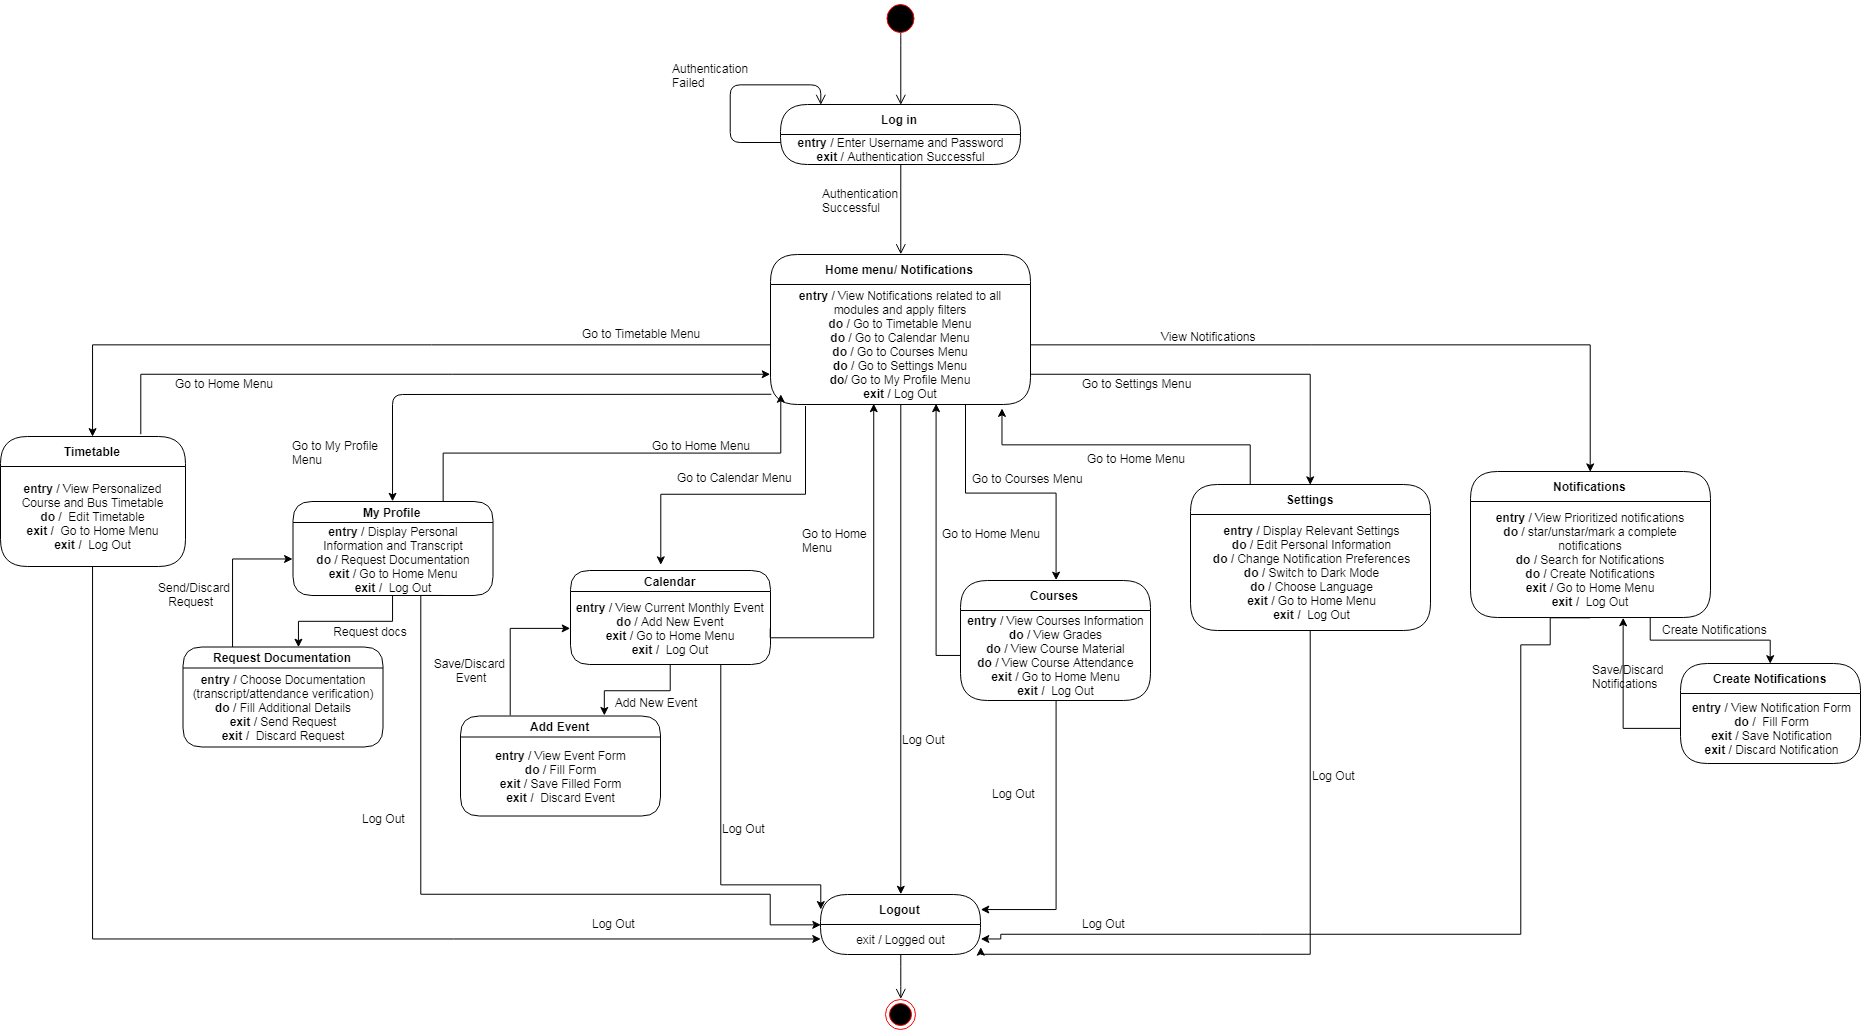 Authentication
Failed
Log in
entry / Enter Username and Password
exit / Authentication Successful
Authentication
Successful
Home menu/ Notifications
entry / View Notifications related to all
modules and apply filters
do / Go to Timetable Menu
do / Go to Calendar Menu
do / Go to Courses Menu
do / Go to Settings Menu
do/ Go to My Profile Menu
exit / Log Out
Go to Timetable Menu
View Notifications
Go to Home Menu
Go to Settings Menu
Go to My Profile
Menu
Go to Home Menu
Go to Calendar Menu
Go to Courses Menu
Go to Home Menu
Timetable
entry / View Personalized
Course and Bus Timetable
do /  Edit Timetable
exit /  Go to Home Menu
exit /  Log Out
My Profile
entry / Display Personal
Information and Transcript
do / Request Documentation
exit / Go to Home Menu
exit /  Log Out
Go to Home
Menu
Go to Home Menu
Settings
entry / Display Relevant Settings
do / Edit Personal Information
do / Change Notification Preferences
do / Switch to Dark Mode
do / Choose Language
exit / Go to Home Menu
exit /  Log Out
Notifications
entry / View Prioritized notifications
do / star/unstar/mark a complete
notifications
do / Search for Notifications
do / Create Notifications
exit / Go to Home Menu
exit /  Log Out
Calendar
entry / View Current Monthly Event
do / Add New Event
exit / Go to Home Menu
exit /  Log Out
Courses
entry / View Courses Information
do / View Grades
do / View Course Material
do / View Course Attendance
exit / Go to Home Menu
exit /  Log Out
Send/Discard
Request
Request docs
Request Documentation
entry / Choose Documentation
(transcript/attendance verification)
do / Fill Additional Details
exit / Send Request
exit /  Discard Request
Save/Discard
Event
Add New Event
Add Event
entry / View Event Form
do / Fill Form
exit / Save Filled Form
exit /  Discard Event
Create Notifications
Save/Discard
Notifications
Create Notifications
entry / View Notification Form
do /  Fill Form
exit / Save Notification
exit / Discard Notification
Log Out
Log Out
Log Out
Log Out
Log Out
Log Out
Log Out
Logout
exit / Logged out